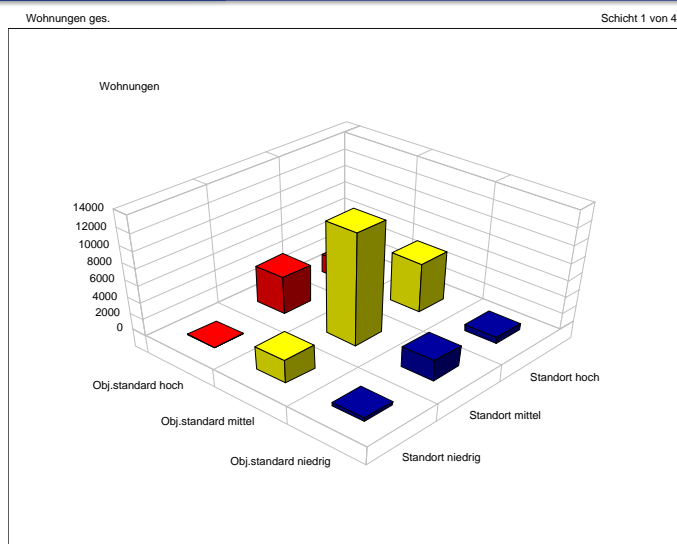 Wohnungen ges.
Schicht 1 von 4
Wohnungen
14000
12000
10000
8000
6000
4000
2000
0
Obj.standard hoch
Obj.standard mittel
Obj.standard niedrig
Standort hoch
Standort mittel
Standort niedrig